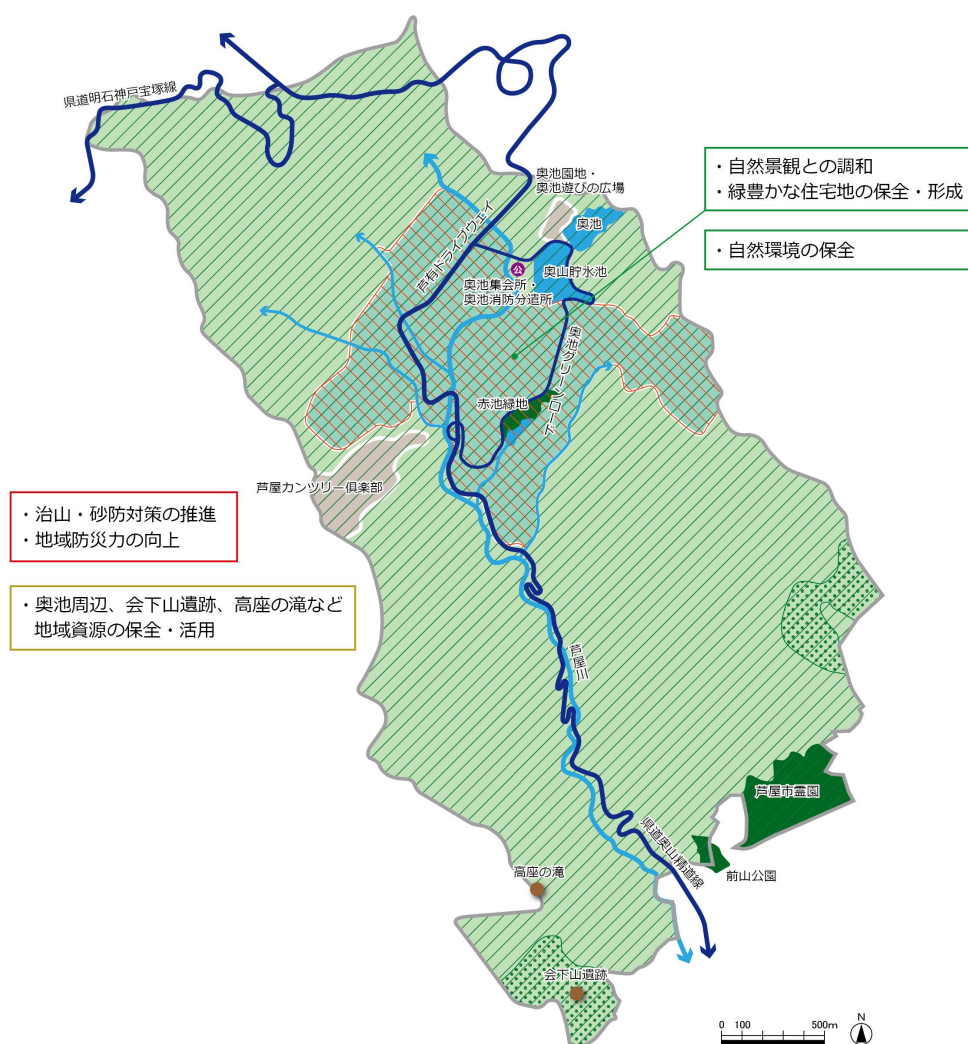 県道明石神戸宝塚線
奥池園地・
奥池遊びの広場
奥池
芦有ドライブウェイ
公
奥山貯水池
奥池集会所・
奥池消防分遣所
奥池グリーンロード
赤池緑地
芦屋カンツリー倶楽部
・自然景観との調和
・緑豊かな住宅地の保全・形成
・自然環境の保全
・治山・砂防対策の推進
・地域防災力の向上
・奥池周辺、会下山遺跡、高座の滝など
地域資源の保全・活用
芦屋川
芦屋市霊園
県道奥山精道線
前山公園
高座の滝
会下山遺跡
0 100 500m
N